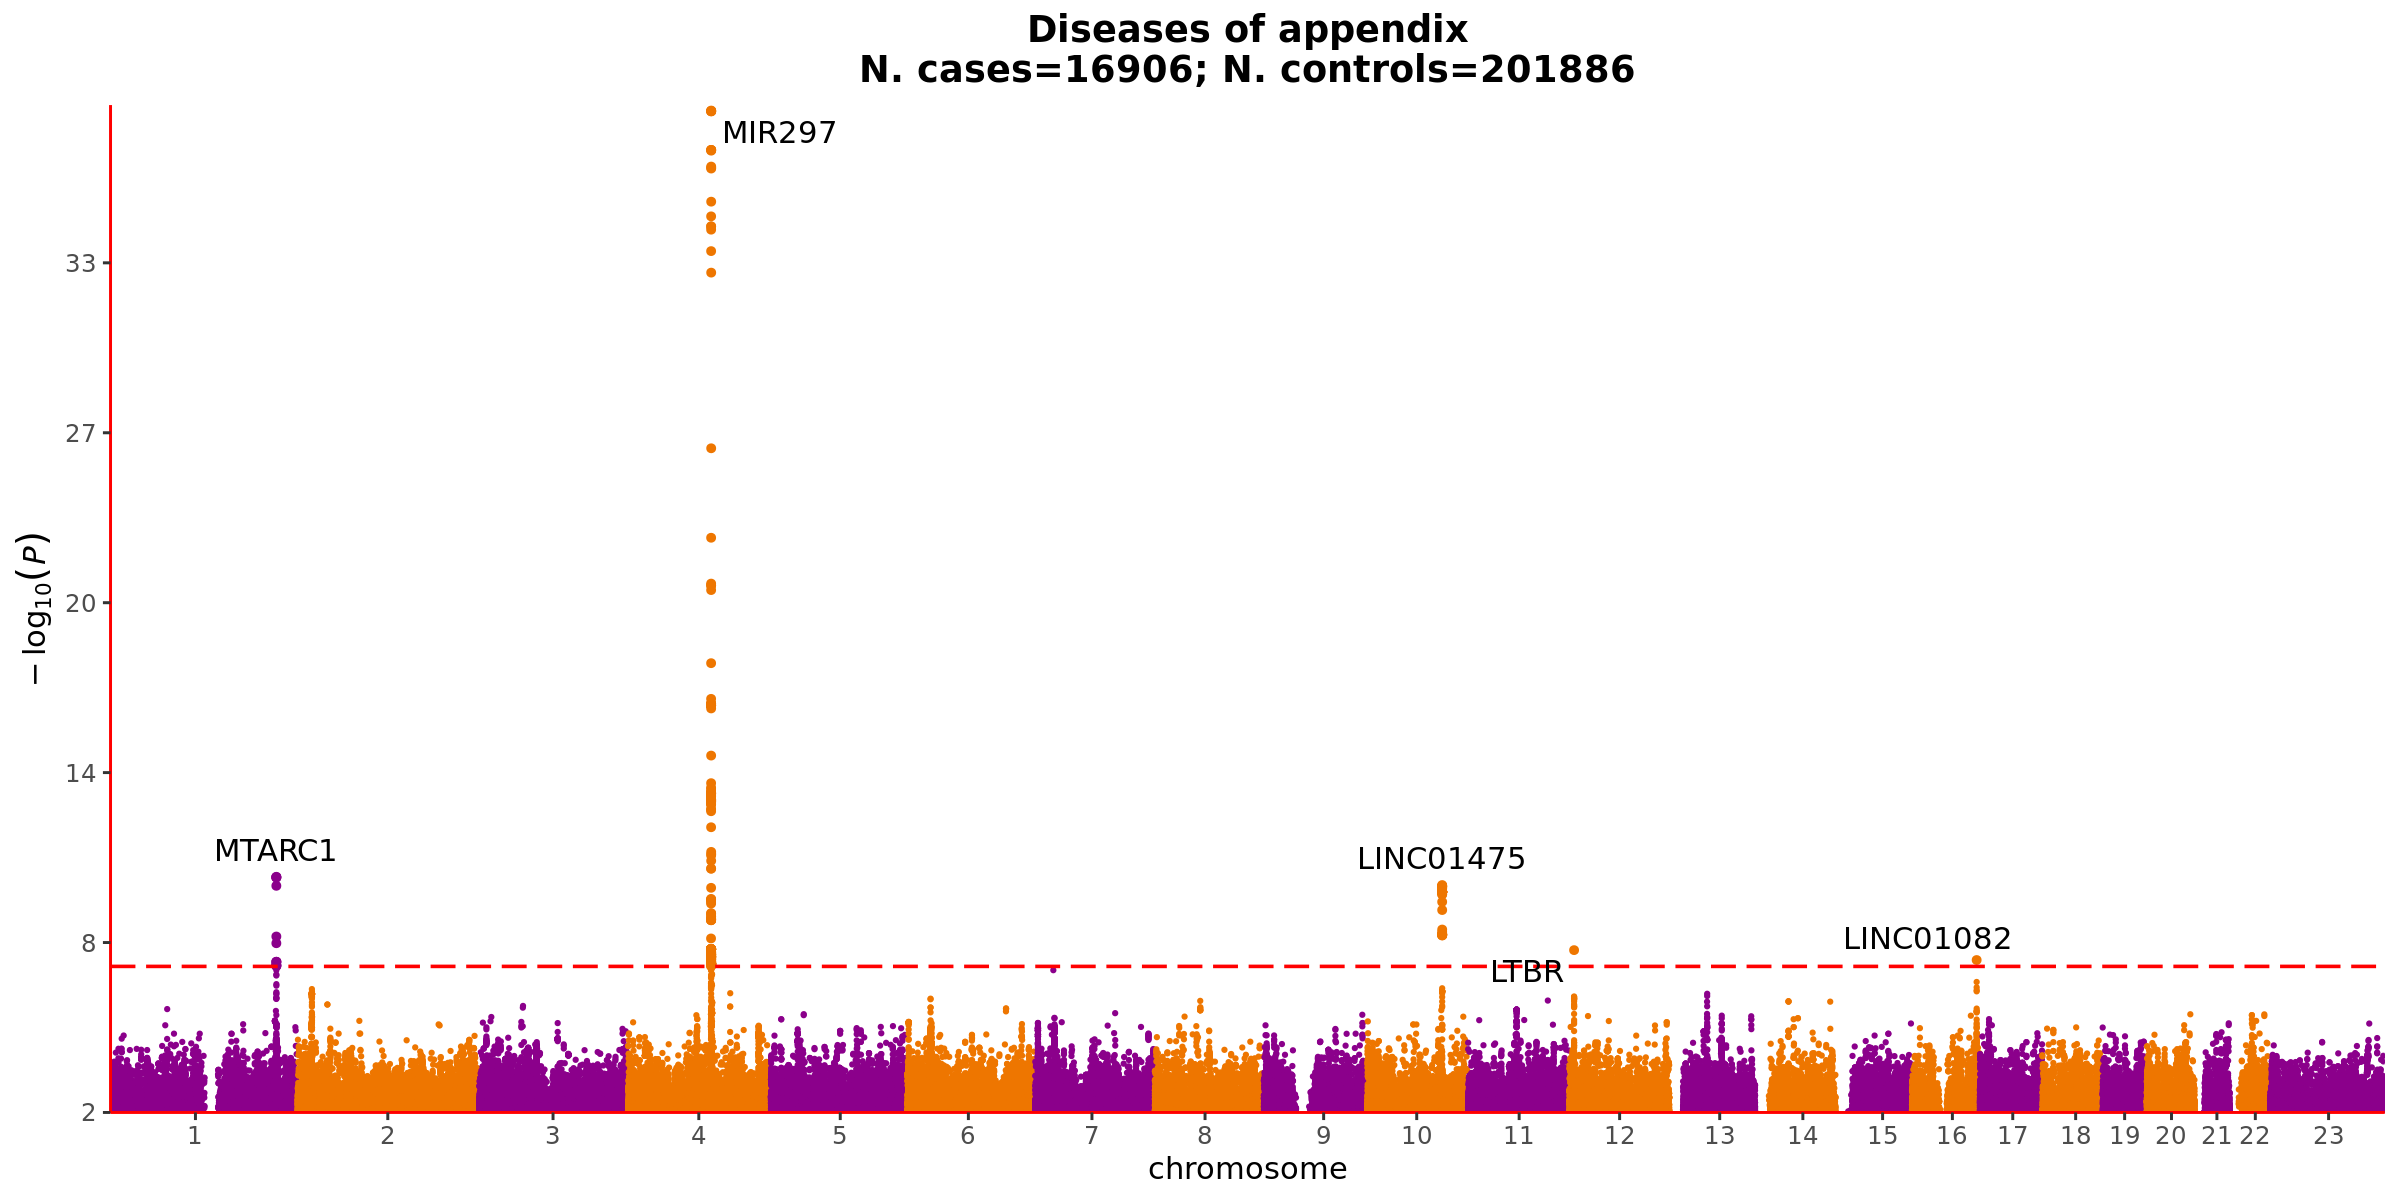 Diseases of appendix
N. cases=16906; N. controls=201886
MIR297
33
27
−log10(P)
20
14
MTARC1
LINC01475
8
LINC01082
LTBR
2
1 2 3 4 5 6 7 8 9 10 11 12 13 14 15 16 17 18 19 20 21 22 23
chromosome